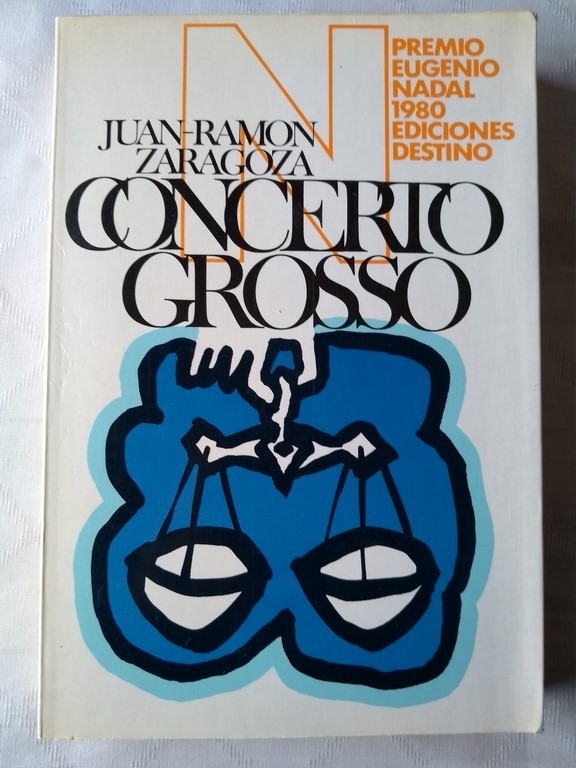 N
PREMIO
EUGENIO
NADAL
1980
EDICIONES
DESTINO
JUAN-RAMON
ZARAGOZA
CONCERTO
GROSSO